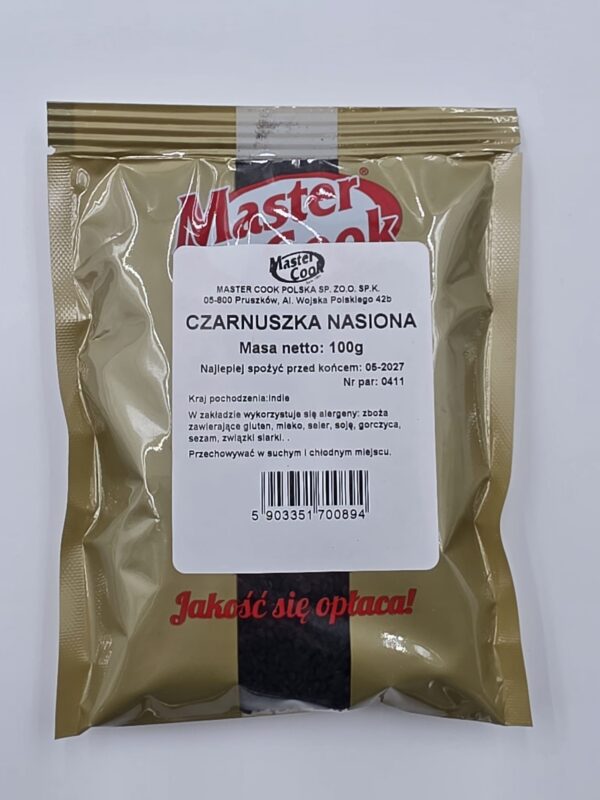 Master
Cook
®
Master
Cook
MASTER COOK POLSKA SP. ZO.O. SP.K.
05-800 Pruszków, Al. Wojska Polskiego 42b
CZARNUSZKA NASIONA
Masa netto: 100g
Najlepiej spożyć przed końcem: 05-2027
Nr par: 0411
Kraj pochodzenia:Indie
W zakładzie wykorzystuje się alergeny: zboża
zawierające gluten, mleko, seler, soję, gorczyca,
sezam, związki siarki. .
Przechowywać w suchym i chłodnym miejscu.
5 903351 700894
Jakość się opłaca!